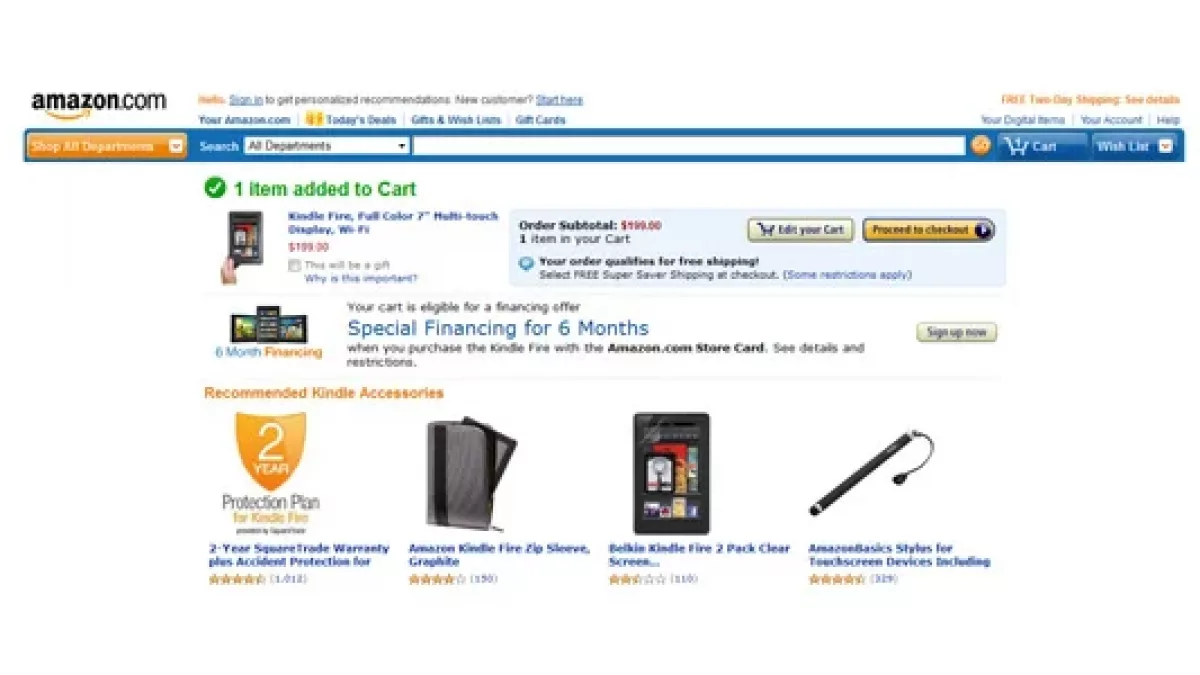 amazon.com
Hello. Sign in to get personalized recommendations. New customer? Start here.
FREE Two-Day Shipping: See details
Your Amazon.com | Today's Deals | Gifts & Wish Lists | Gift Cards
Your Digital Items | Your Account | Help
Shop All Departments
Search All Departments
GO
1 Cart
Wish List
1 item added to Cart
Kindle Fire, Full Color 7" Multi-touch
Display, Wi-Fi
$199.00
This will be a gift
Why is this important?
Order Subtotal: $199.00
1 item in your Cart
Edit your Cart
Proceed to checkout
Your order qualifies for free shipping!
Select FREE Super Saver Shipping at checkout. (Some restrictions apply)
6 Month Financing
Your cart is eligible for a financing offer
Special Financing for 6 Months
when you purchase the Kindle Fire with the Amazon.com Store Card. See details and
restrictions.
Sign up now
Recommended Kindle Accessories
2
YEAR
Protection Plan
for Kindle Fire
provided by SquareTrade
2-Year SquareTrade Warranty
plus Accident Protection for
(1,012)
Amazon Kindle Fire Zip Sleeve,
Graphite
(150)
Belkin Kindle Fire 2 Pack Clear
Screen...
(110)
AmazonBasics Stylus for
Touchscreen Devices Including
(329)